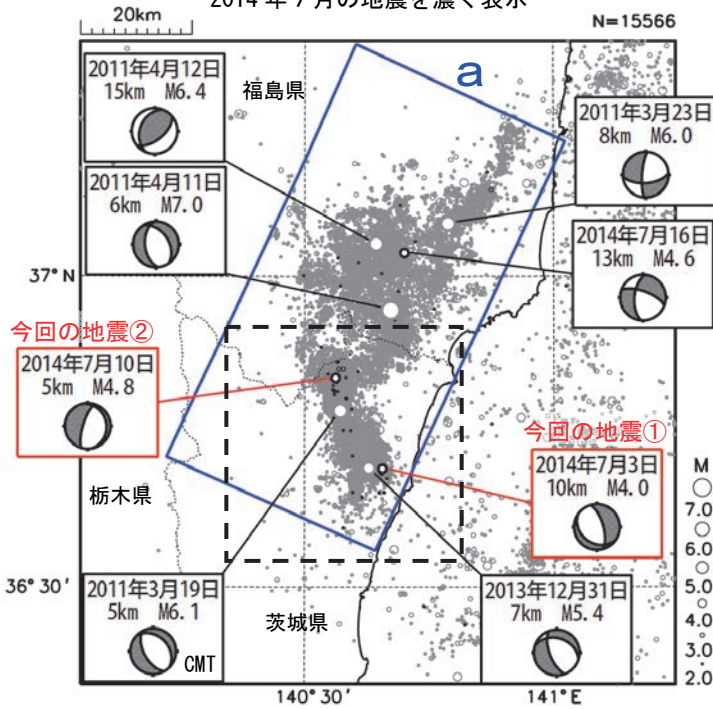 2014年7月の地震を濃く表示
20km
N=15566
a
福島県
2011年4月12日
15km M6.4
2011年4月11日
6km M7.0
2011年3月23日
8km M6.0
2014年7月16日
13km M4.6
37°N
今回の地震②
2014年7月10日
5km M4.8
今回の地震①
2014年7月3日
10km M4.0
栃木県
M
7.0
6.0
5.0
4.0
3.0
2.0
36°30′
2011年3月19日
5km M6.1
CMT
茨城県
2013年12月31日
7km M5.4
140°30′
141°E